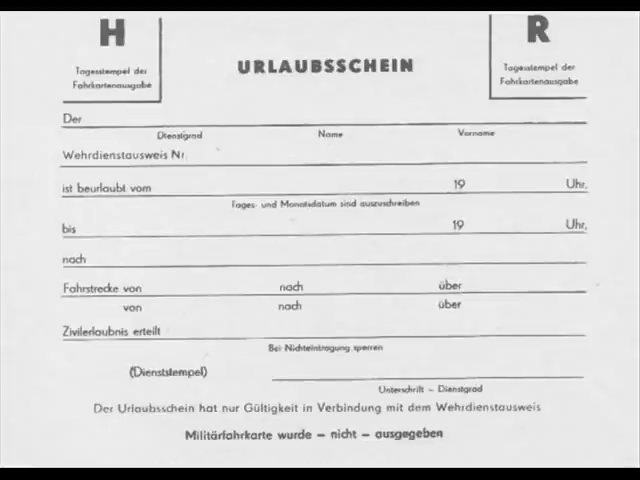 H
R
Tagesstempel der
Fahrkartenausgabe
URLAUBSSCHEIN
Tagesstempel der
Fahrkartenausgabe
Der
Dienstgrad Name Vorname
Wehrdienstausweis Nr.
ist beurlaubt vom 19 Uhr,
Tages- und Monatsdatum sind auszuschreiben
bis 19 Uhr,
nach
Fahrstrecke von nach über
von nach über
Zivilerlaubnis erteilt
Bei Nichteintragung sperren
(Dienststempel)
Unterschrift – Dienstgrad
Der Urlaubsschein hat nur Gültigkeit in Verbindung mit dem Wehrdienstausweis
Militärfahrkarte wurde – nicht – ausgegeben